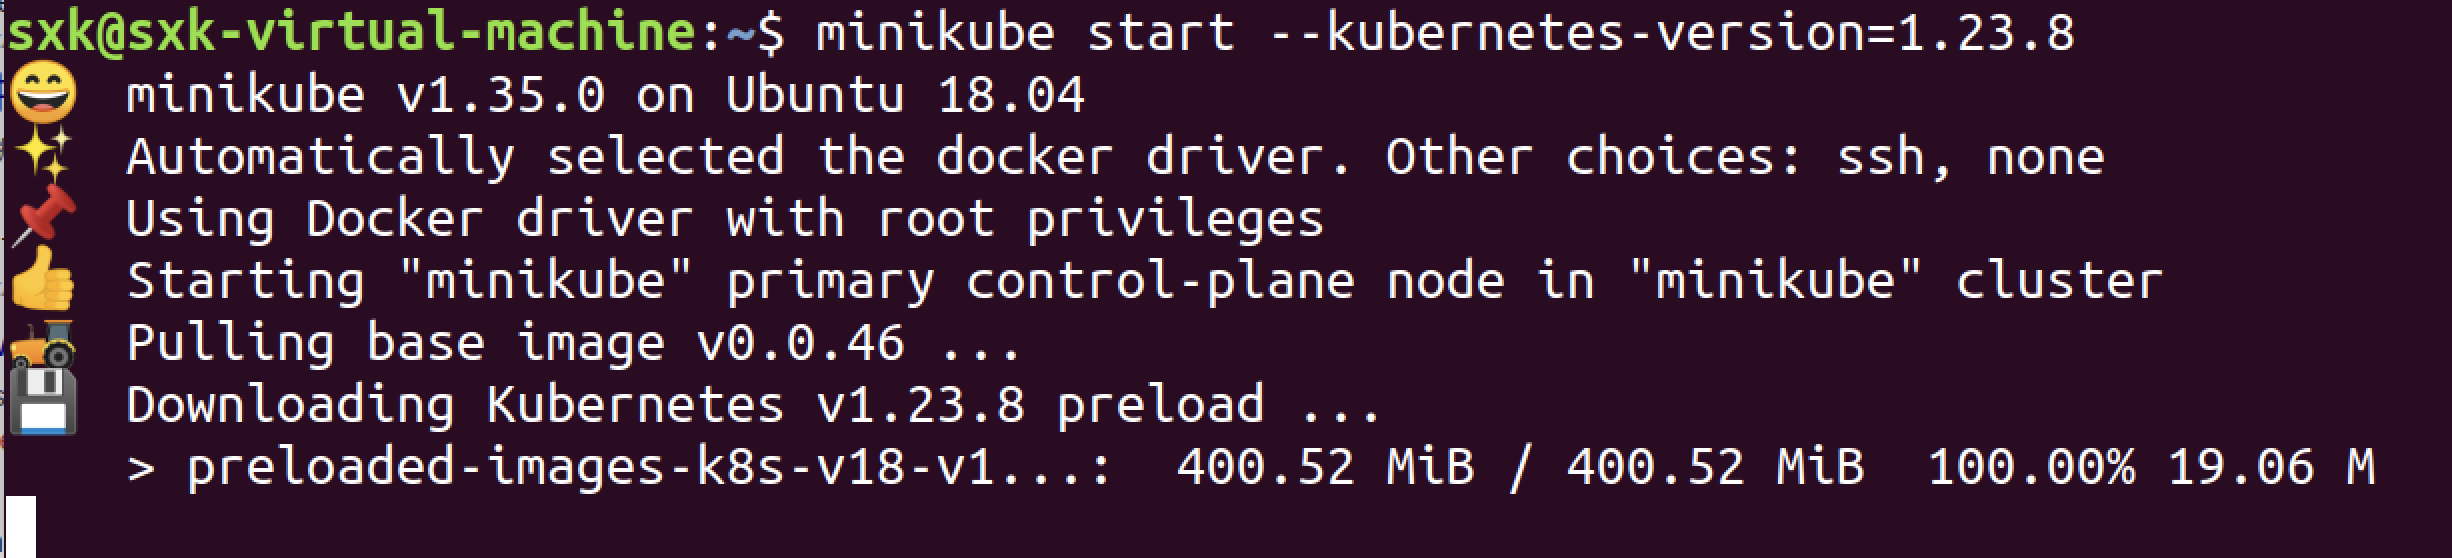 sxk@sxk-virtual-machine:~$ minikube start --kubernetes-version=1.23.8
😄 minikube v1.35.0 on Ubuntu 18.04
✨ Automatically selected the docker driver. Other choices: ssh, none
📌 Using Docker driver with root privileges
👍 Starting "minikube" primary control-plane node in "minikube" cluster
🚜 Pulling base image v0.0.46 ...
💾 Downloading Kubernetes v1.23.8 preload ...
> preloaded-images-k8s-v18-v1...: 400.52 MiB / 400.52 MiB 100.00% 19.06 M